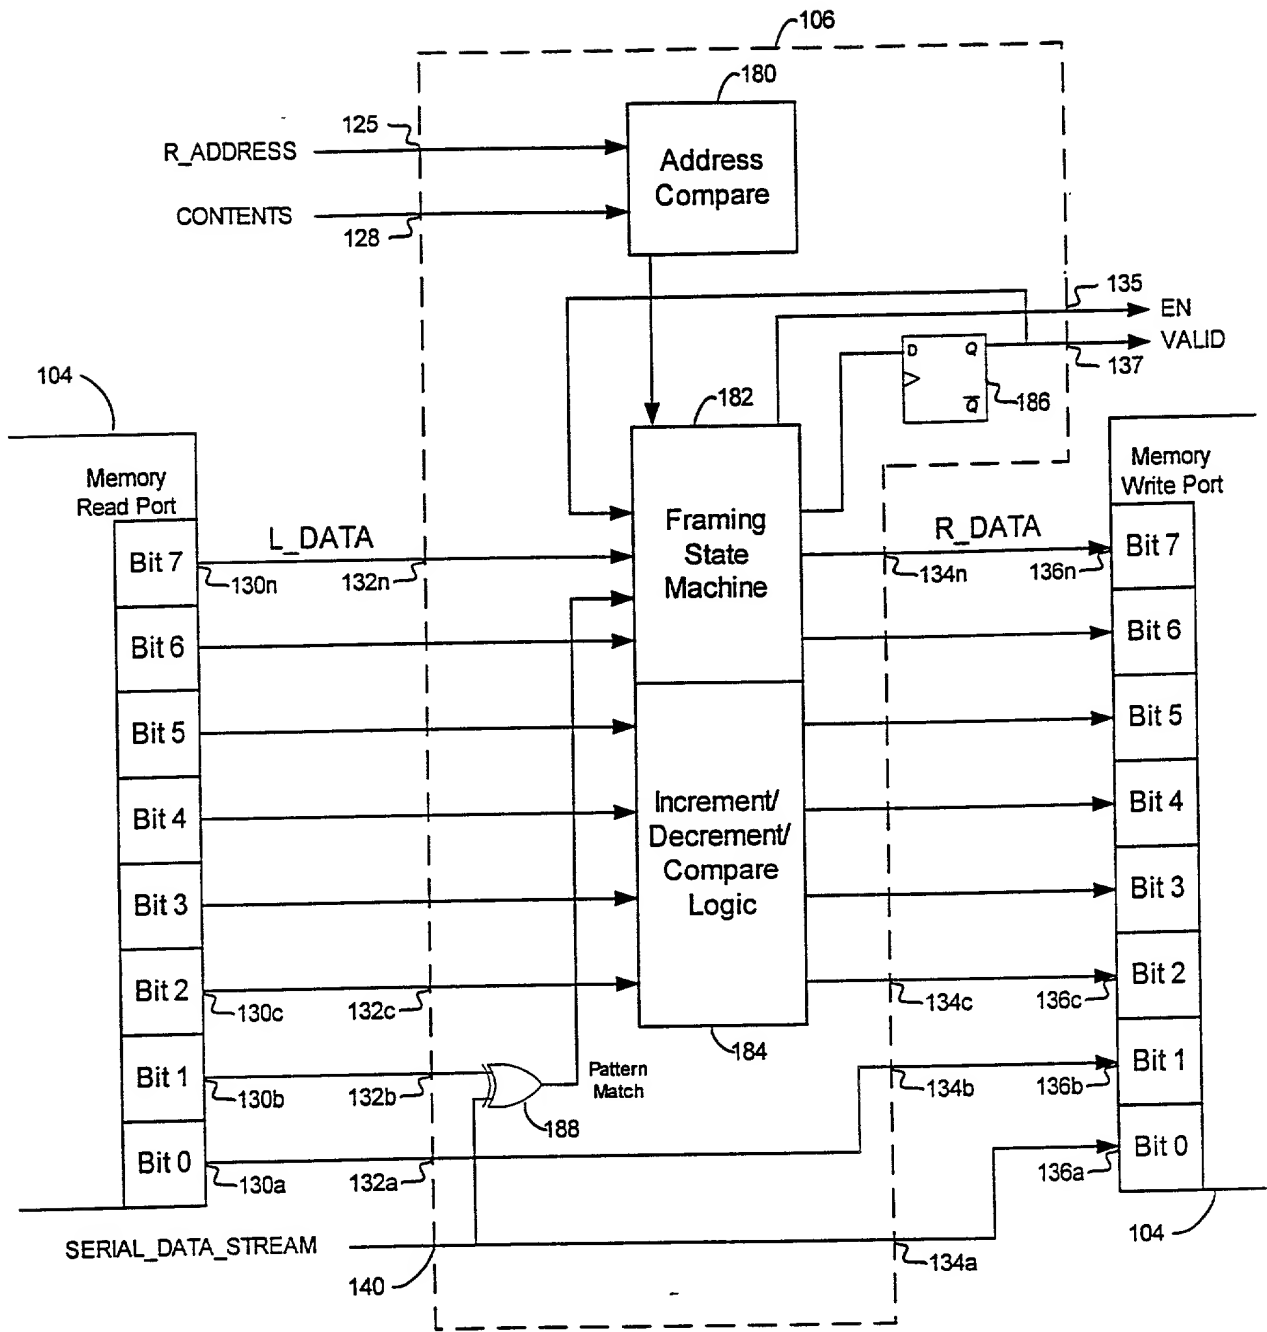 106
180
125
R_ADDRESS
Address
Compare
CONTENTS
128
135
EN
VALID
137
D
Q
Q
186
104
182
Memory
Read Port
Memory
Write Port
Framing
State
Machine
L_DATA
R_DATA
Bit 7
130n
132n
134n
136n
Bit 7
Bit 6
Bit 6
Bit 5
Bit 5
Bit 4
Increment/
Decrement/
Compare
Logic
Bit 4
Bit 3
Bit 3
Bit 2
130c
132c
134c
136c
Bit 2
184
Bit 1
130b
132b
Pattern
Match
188
134b
136b
Bit 1
Bit 0
130a
132a
136a
Bit 0
SERIAL_DATA_STREAM
140
134a
104